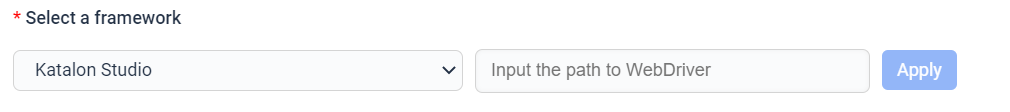 * Select a framework
Katalon Studio Input the path to WebDriver Apply